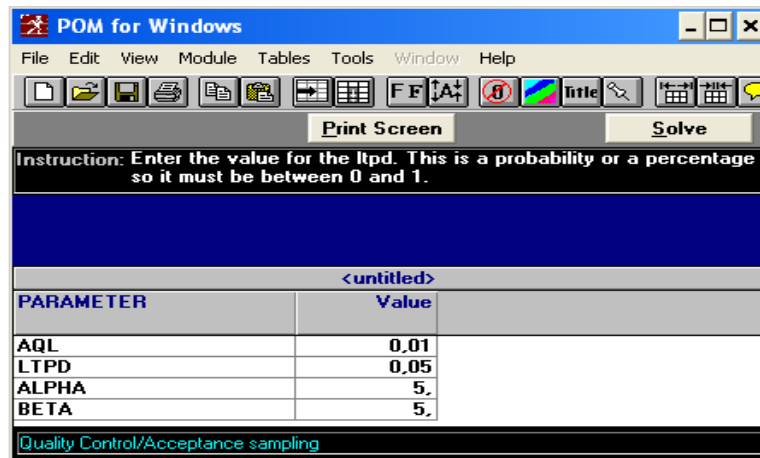 POM for Windows
File Edit View Module Tables Tools Window Help
Title
Print Screen Solve
Instruction: Enter the value for the ltpd. This is a probability or a percentage
so it must be between 0 and 1.
<untitled>
PARAMETER Value
AQL 0,01
LTPD 0,05
ALPHA 5,
BETA 5,
Quality Control/Acceptance sampling